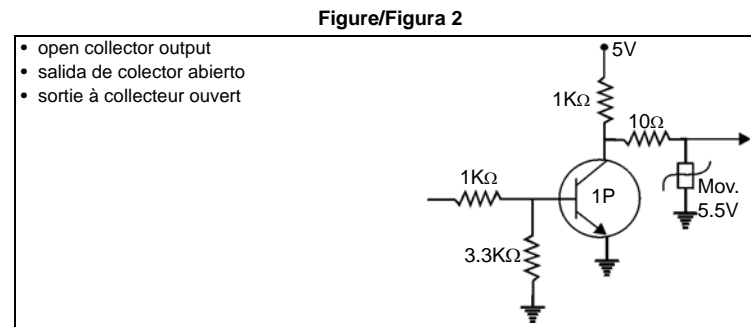 Figure/Figura 2
• open collector output
• salida de colector abierto
• sortie à collecteur ouvert
5V
1KΩ
10Ω
1KΩ
1P
Mov.
5.5V
3.3KΩ